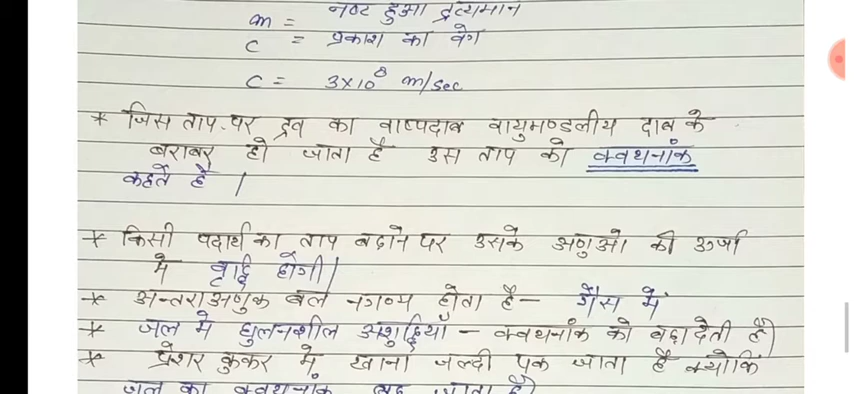 m = नष्ट हुआ द्रव्यमान
c = प्रकाश का वेग
c = 3×10⁸ m/sec
* जिस ताप पर द्रव का वाष्पदाब वायुमण्डलीय दाब के
बराबर हो जाता है उस ताप को क्वथनांक
कहते है ।
* किसी पदार्थ का ताप बढाने पर उसके अणुओ की ऊर्जा
मे वृद्धि होगी।
* अन्तराअणुक बल नगण्य होता है - गैस में
* जल मे घुलनशील अशुद्धियाँ - क्वथनांक को बढा देती है।
* प्रेशर कुकर मे खाना जल्दी पक जाता है क्योकि
जल का क्वथनांक बढ जाता है।